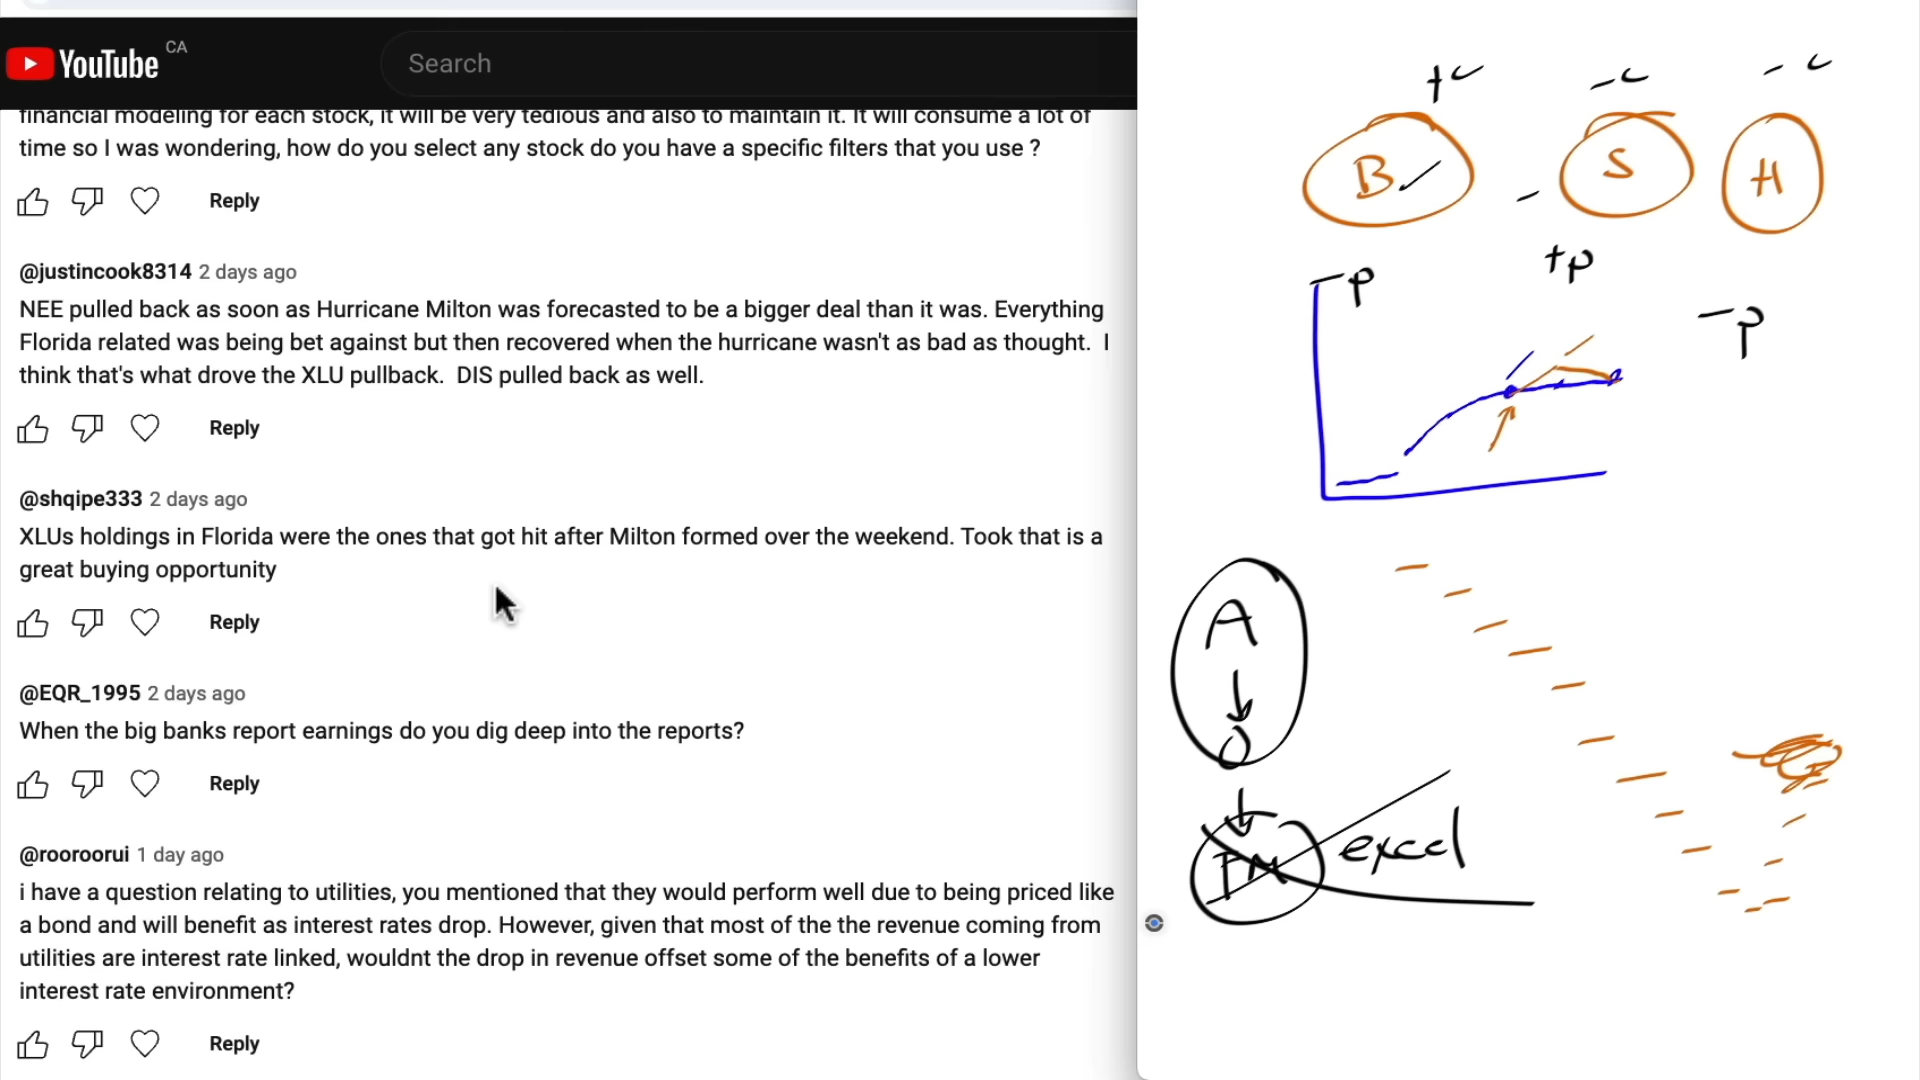 YouTube CA
Search
financial modeling for each stock, it will be very tedious and also to maintain it. It will consume a lot of
time so I was wondering, how do you select any stock do you have a specific filters that you use ?
Reply
@justincook8314 2 days ago
NEE pulled back as soon as Hurricane Milton was forecasted to be a bigger deal than it was. Everything
Florida related was being bet against but then recovered when the hurricane wasn't as bad as thought. I
think that's what drove the XLU pullback. DIS pulled back as well.
Reply
@shqipe333 2 days ago
XLUs holdings in Florida were the ones that got hit after Milton formed over the weekend. Took that is a
great buying opportunity
Reply
@EQR_1995 2 days ago
When the big banks report earnings do you dig deep into the reports?
Reply
@rooroorui 1 day ago
i have a question relating to utilities, you mentioned that they would perform well due to being priced like
a bond and will benefit as interest rates drop. However, given that most of the the revenue coming from
utilities are interest rate linked, wouldnt the drop in revenue offset some of the benefits of a lower
interest rate environment?
Reply
+c -c -c
B S H
-P +P -P
A
O
excel